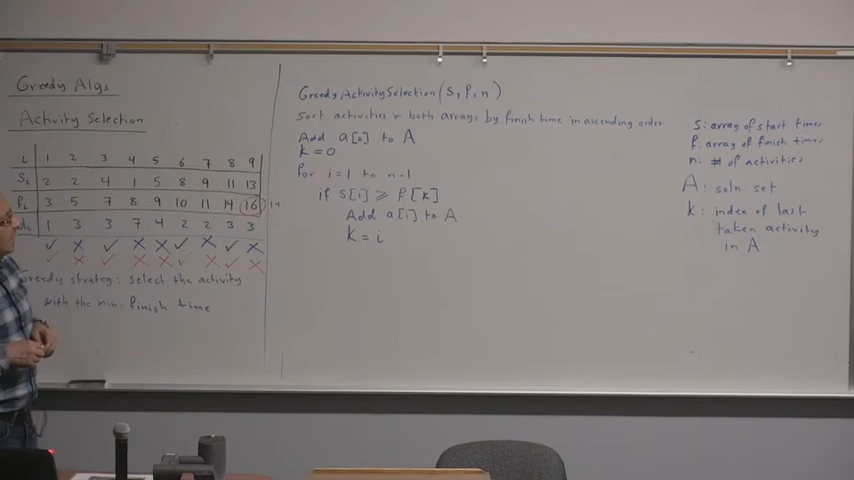 Greedy Algs
Activity Selection
i 1 2 3 4 5 6 7 8 9
Si 2 2 4 1 5 8 9 11 13
fi 3 5 7 8 9 10 11 14 16 14
1 3 3 7 4 2 2 3 3
✓ X ✓ X X ✓ X ✓ X
✓ X ✓ X X ✓ X ✓ X
Greedy strategy: select the activity
with the min. finish time
GreedyActivitySelection(S, f, n)
Sort activities in both arrays by finish time in ascending order
Add a[0] to A
K = 0
for i = 1 to n-1
if S[i] ⩾ f[k]
Add a[i] to A
K = i
S: array of start times
f: array of finish times
n: # of activities
A: soln set
K: index of last
taken activity
in A